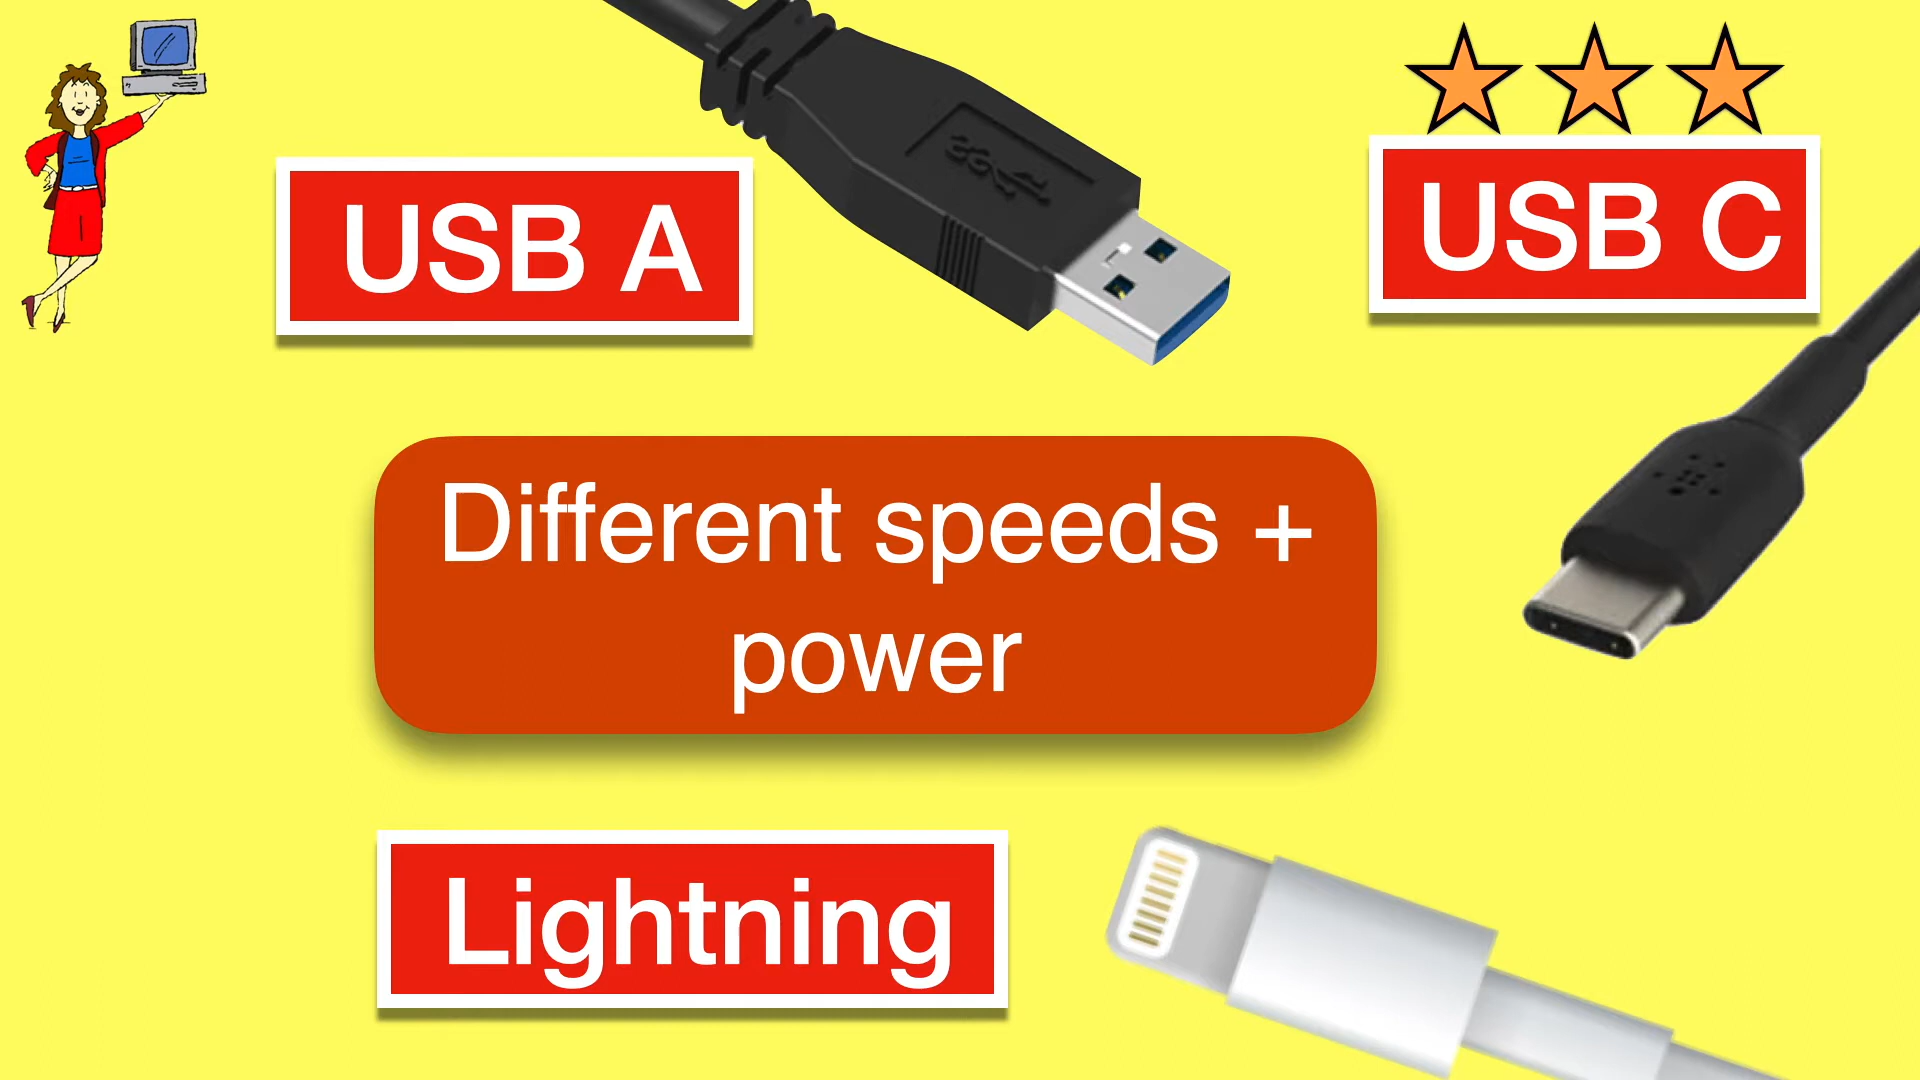 USB A
USB C
Different speeds +
power
Lightning